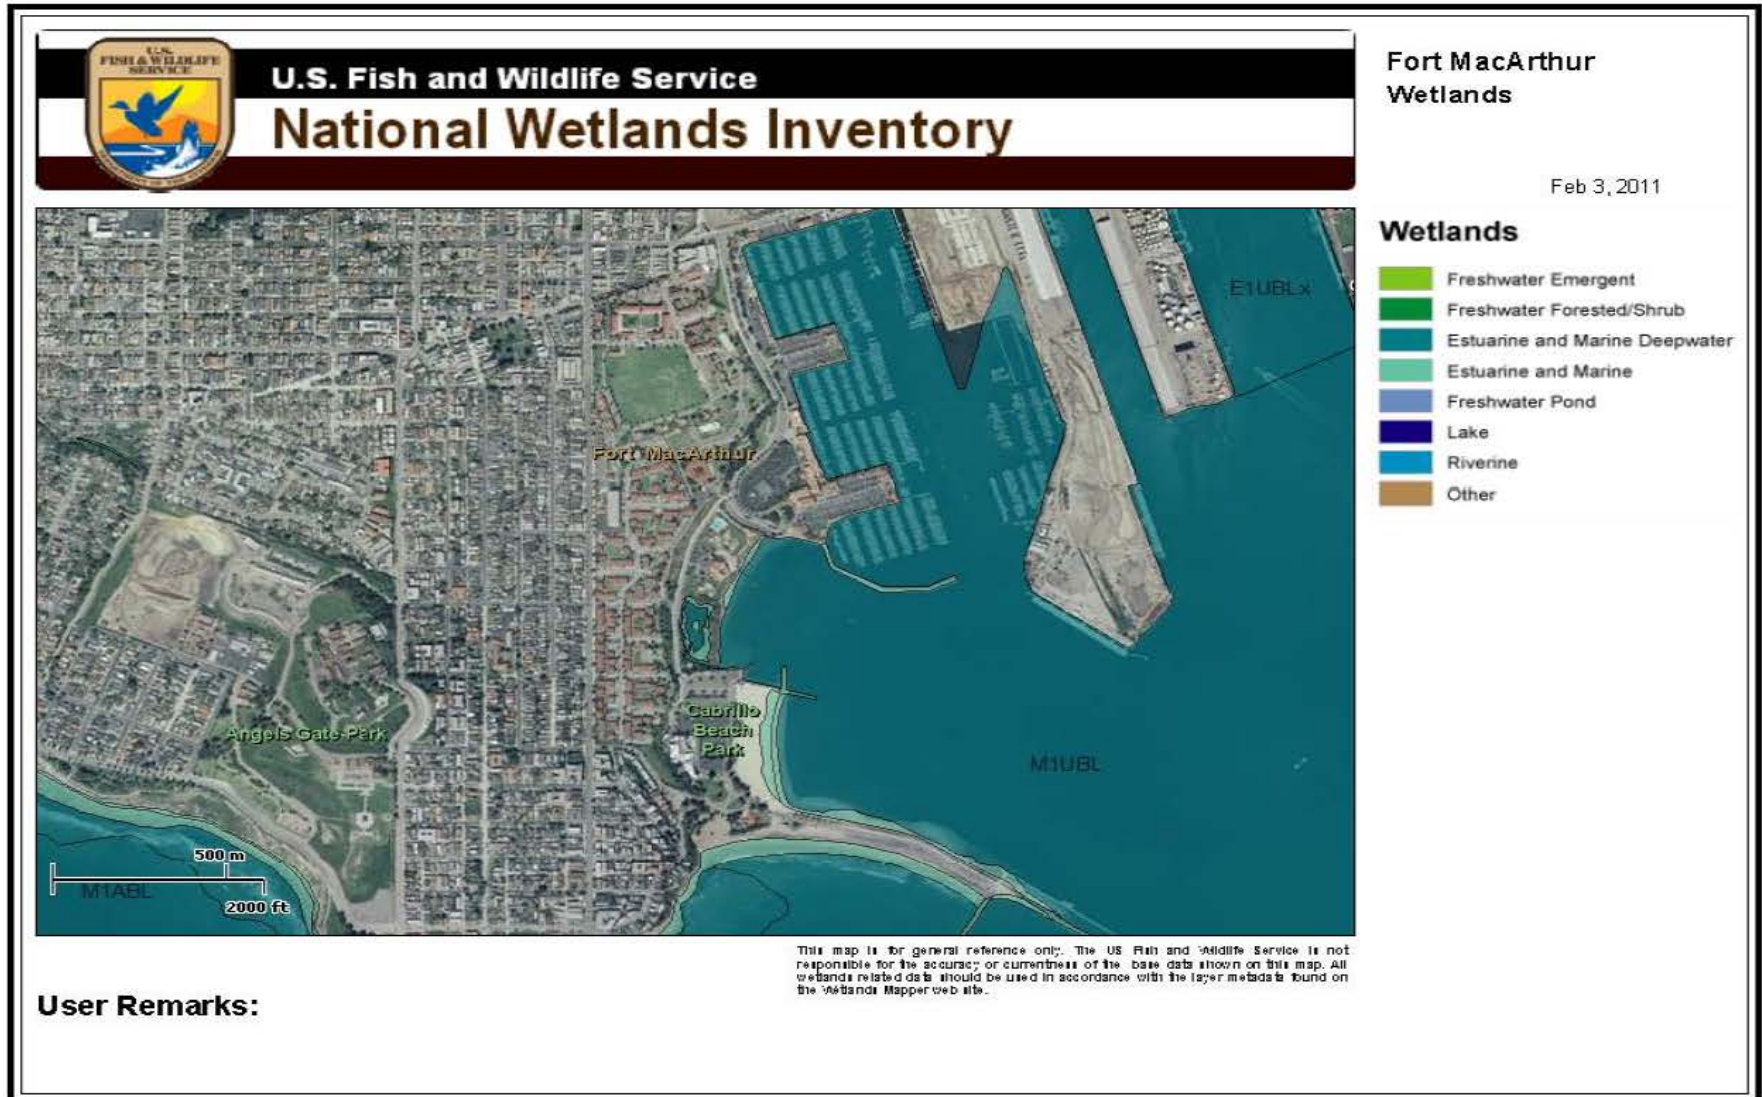 U.S.
FISH & WILDLIFE
SERVICE
U.S. Fish and Wildlife Service
National Wetlands Inventory
Fort MacArthur
Wetlands
Feb 3, 2011
Wetlands
Freshwater Emergent
Freshwater Forested/Shrub
Estuarine and Marine Deepwater
Estuarine and Marine
Freshwater Pond
Lake
Riverine
Other
E1UBLx
Fort MacArthur
Cabrillo
Beach
Park
Angels Gate Park
M1UBL
500 m
M1ABL
2000 ft
This map is for general reference only. The US Fish and Wildlife Service is not
responsible for the accuracy or currentness of the base data shown on this map. All
wetlands related data should be used in accordance with the layer metadata found on
the Wetlands Mapper web site.
User Remarks: